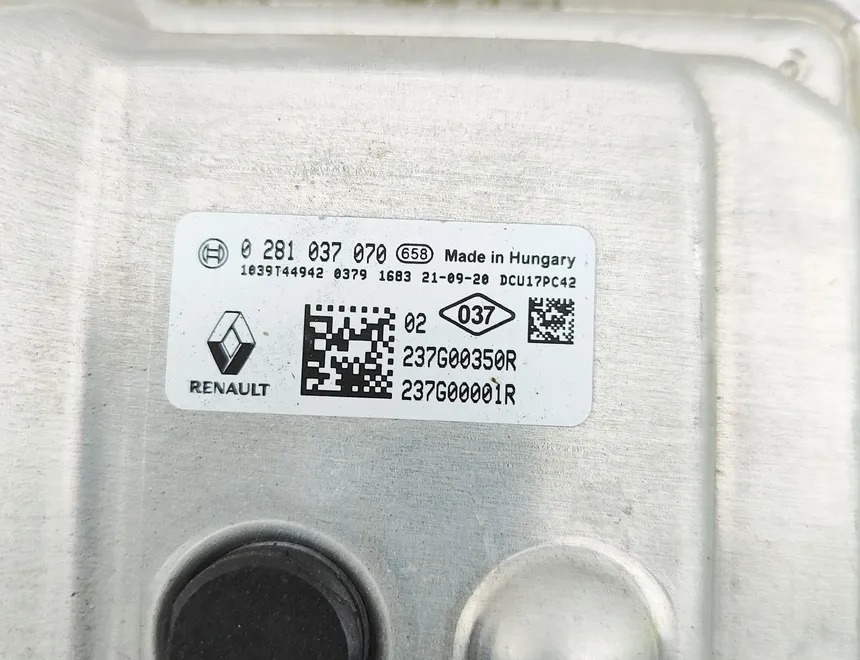 0 281 037 070 658 Made in Hungary
1039T44942 0379 1683 21-09-20 DCU17PC42
02 037
237G00350R
237G00001R
RENAULT